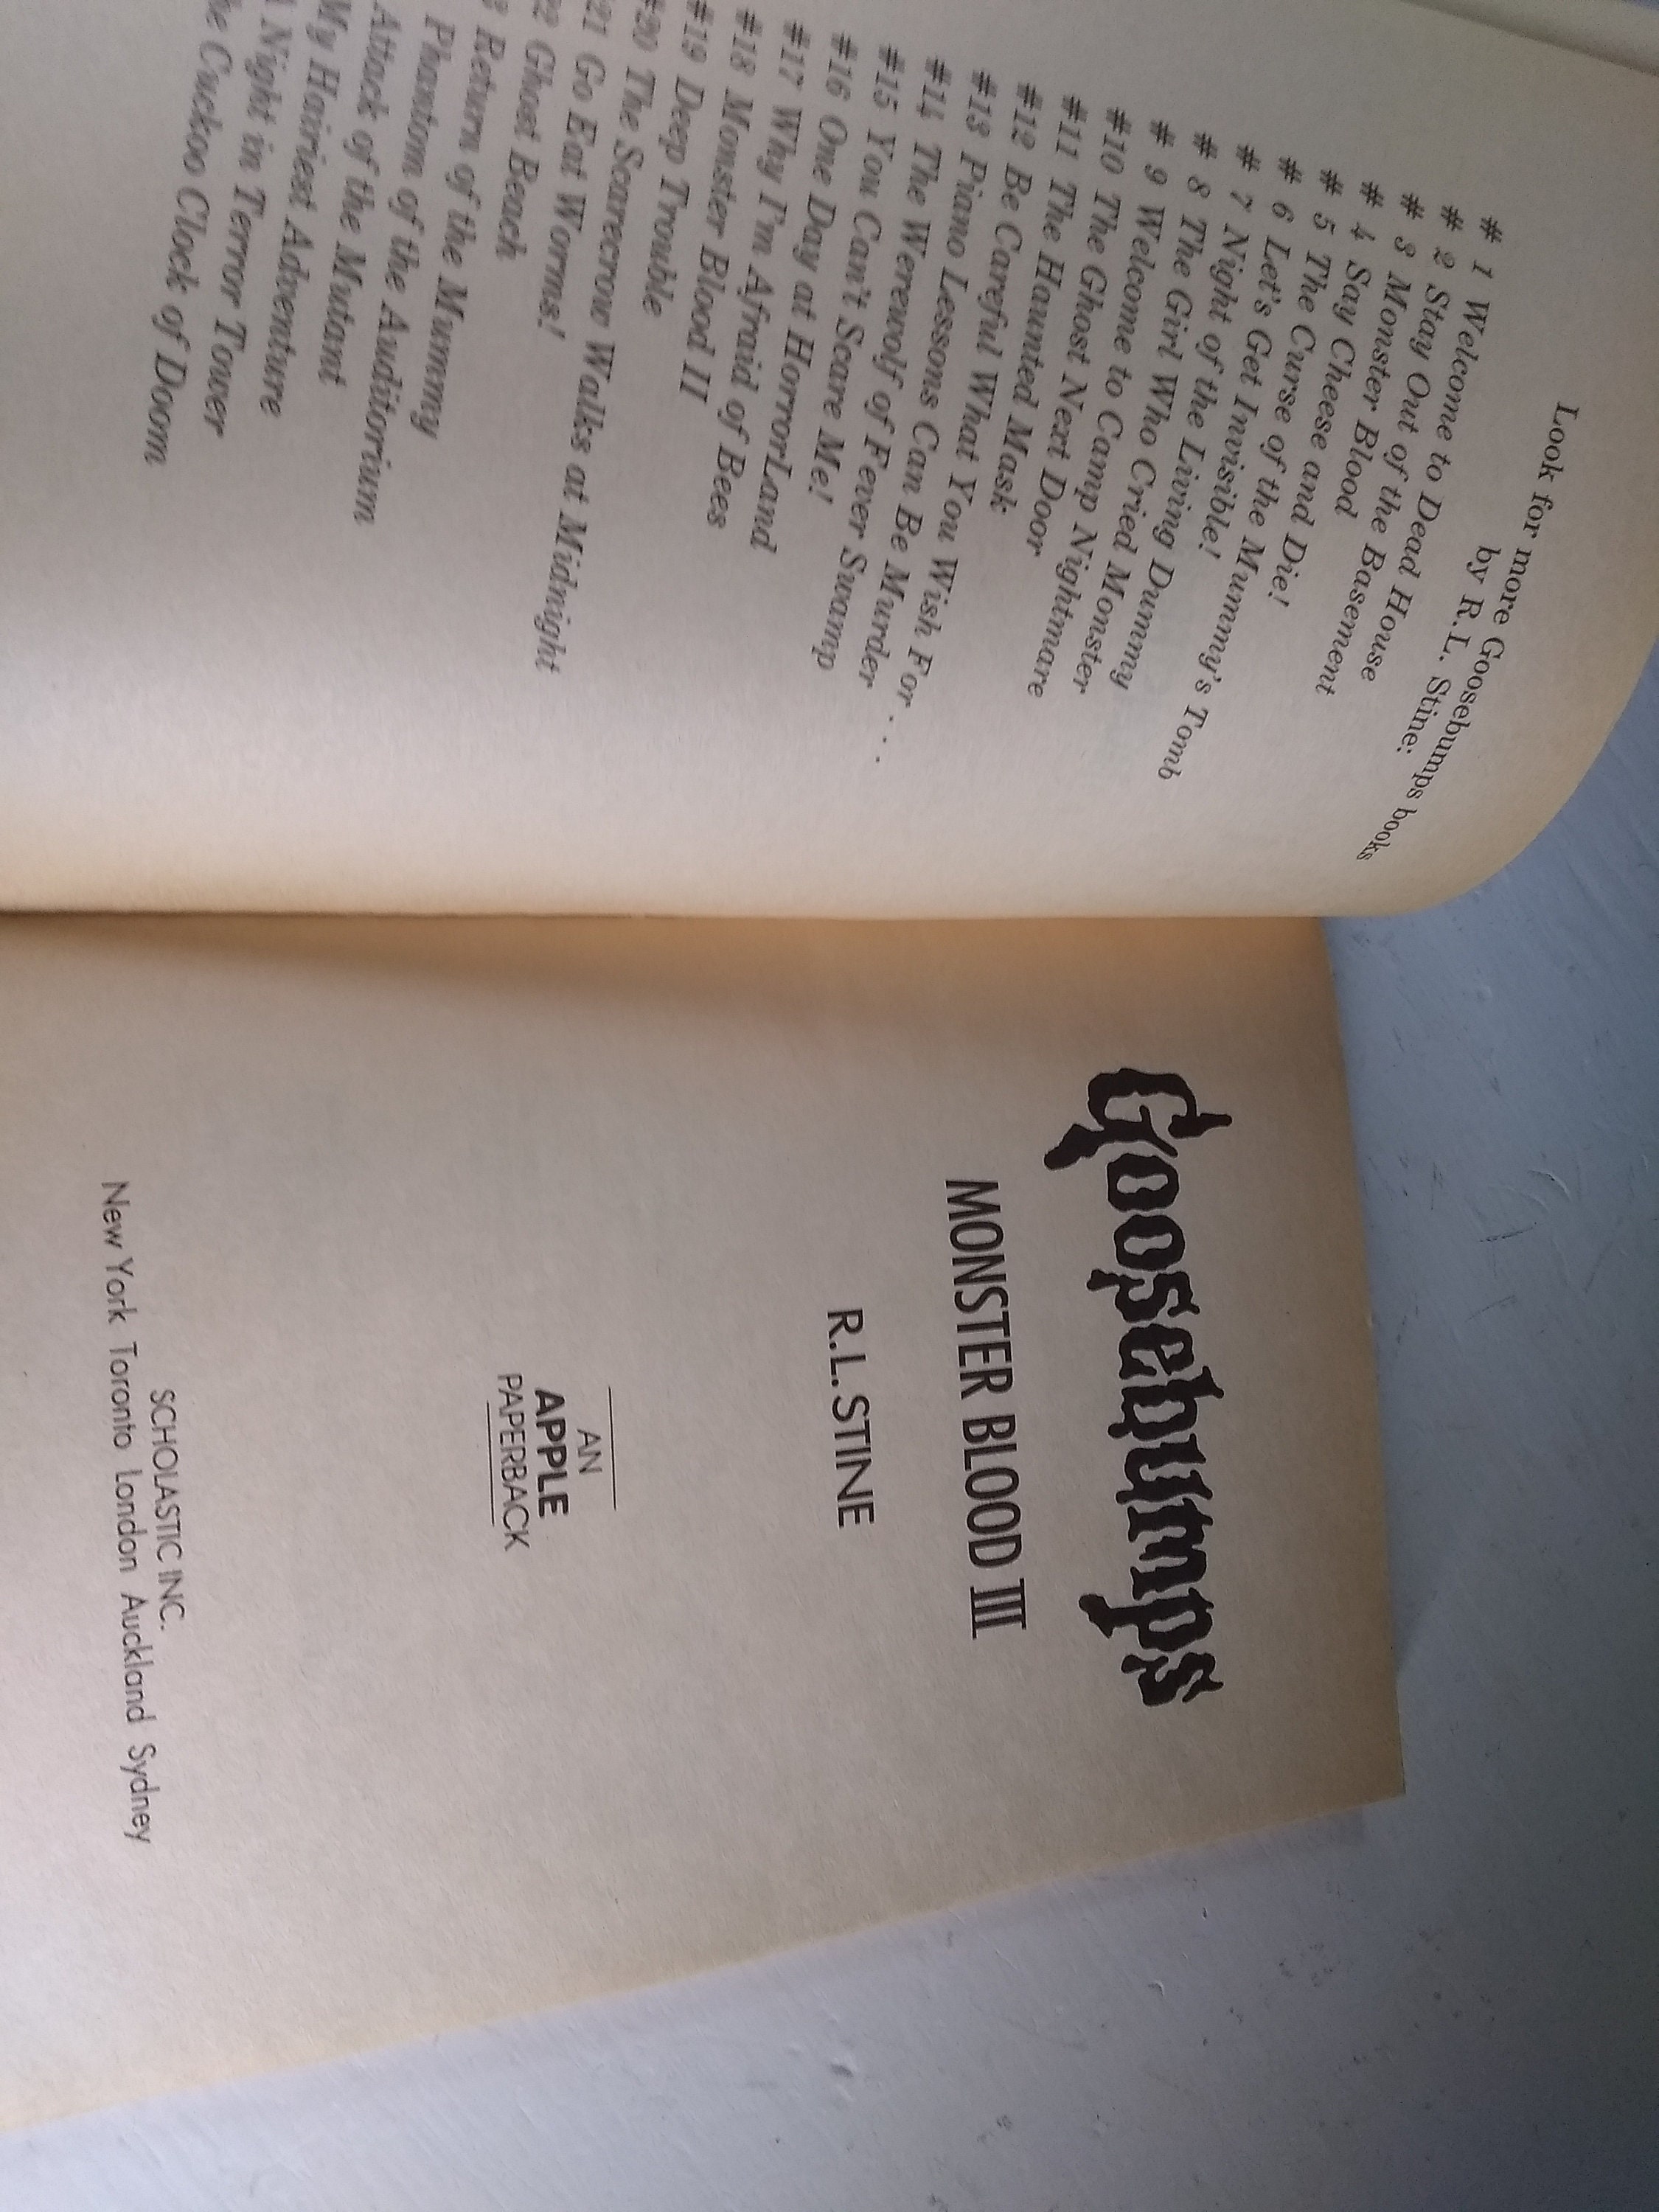 Look for more Goosebumps books
by R.L. Stine:
# 1 Welcome to Dead House
# 2 Stay Out of the Basement
# 3 Monster Blood
# 4 Say Cheese and Die!
# 5 The Curse of the Mummy's Tomb
# 6 Let's Get Invisible!
# 7 Night of the Living Dummy
# 8 The Girl Who Cried Monster
# 9 Welcome to Camp Nightmare
#10 The Ghost Next Door
#11 The Haunted Mask
#12 Be Careful What You Wish For . . .
#13 Piano Lessons Can Be Murder
#14 The Werewolf of Fever Swamp
#15 You Can't Scare Me!
#16 One Day at HorrorLand
#17 Why I'm Afraid of Bees
#18 Monster Blood II
#19 Deep Trouble
#20 The Scarecrow Walks at Midnight
21 Go Eat Worms!
2 Ghost Beach
Return of the Mummy
Phantom of the Auditorium
Attack of the Mutant
My Hairiest Adventure
A Night in Terror Tower
he Cuckoo Clock of Doom
Goosebumps
MONSTER BLOOD III
R.L. STINE
AN
APPLE
PAPERBACK
SCHOLASTIC INC.
New York Toronto London Auckland Sydney